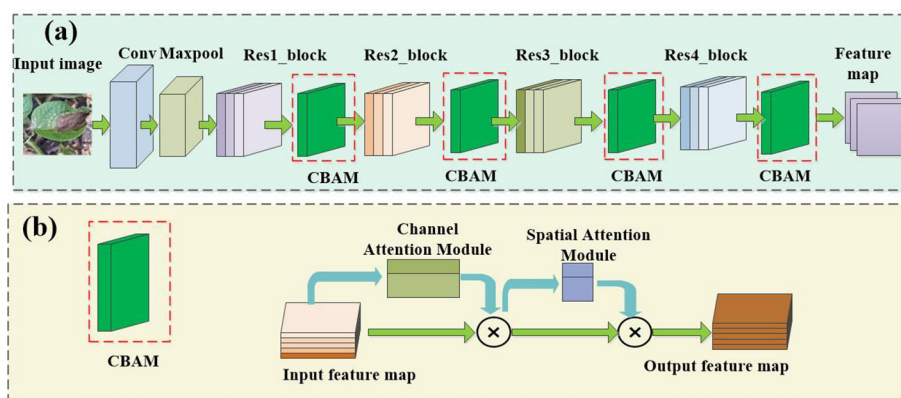 (a)
Input image
Conv Maxpool
Res1_block
Res2_block
Res3_block
Res4_block
Feature
map
CBAM
CBAM
CBAM
CBAM
(b)
CBAM
Channel
Attention Module
Spatial Attention
Module
×
×
Input feature map
Output feature map